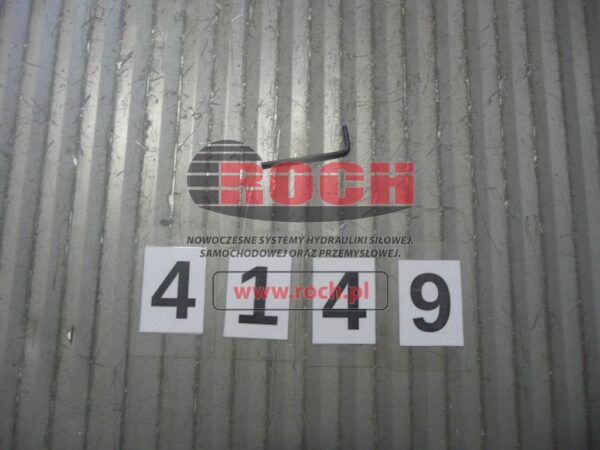 ROCH
NOWOCZESNE SYSTEMY HYDRAULIKI SIŁOWEJ,
SAMOCHODOWEJ ORAZ PRZEMYSŁOWEJ.
4 1 4 9
www.roch.pl